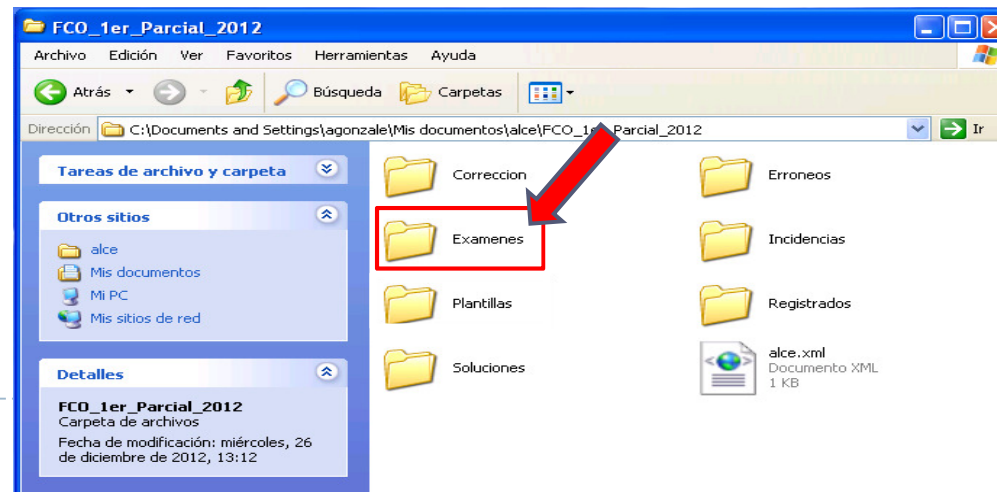 FCO_1er_Parcial_2012
Archivo Edición Ver Favoritos Herramientas Ayuda
Atrás Búsqueda Carpetas
Dirección C:\Documents and Settings\agonzale\Mis documentos\alce\FCO_1er_Parcial_2012 Ir
Tareas de archivo y carpeta
Otros sitios
alce
Mis documentos
Mi PC
Mis sitios de red
Detalles
FCO_1er_Parcial_2012
Carpeta de archivos
Fecha de modificación: miércoles, 26
de diciembre de 2012, 13:12
Correccion
Erroneos
Examenes
Incidencias
Plantillas
Registrados
Soluciones
alce.xml
Documento XML
1 KB